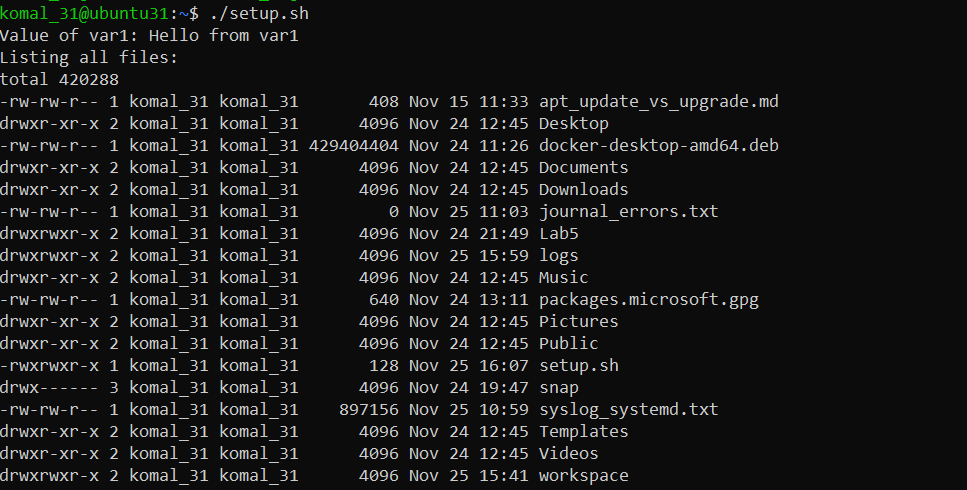 komal_31@ubuntu31:~$ ./setup.sh
Value of var1: Hello from var1
Listing all files:
total 420288
-rw-rw-r-- 1 komal_31 komal_31       408 Nov 15 11:33 apt_update_vs_upgrade.md
drwxr-xr-x 2 komal_31 komal_31      4096 Nov 24 12:45 Desktop
-rw-rw-r-- 1 komal_31 komal_31 429404404 Nov 24 11:26 docker-desktop-amd64.deb
drwxr-xr-x 2 komal_31 komal_31      4096 Nov 24 12:45 Documents
drwxr-xr-x 2 komal_31 komal_31      4096 Nov 24 12:45 Downloads
-rw-rw-r-- 1 komal_31 komal_31         0 Nov 25 11:03 journal_errors.txt
drwxrwxr-x 2 komal_31 komal_31      4096 Nov 24 21:49 Lab5
drwxrwxr-x 2 komal_31 komal_31      4096 Nov 25 15:59 logs
drwxr-xr-x 2 komal_31 komal_31      4096 Nov 24 12:45 Music
-rw-rw-r-- 1 komal_31 komal_31       640 Nov 24 13:11 packages.microsoft.gpg
drwxr-xr-x 2 komal_31 komal_31      4096 Nov 24 12:45 Pictures
drwxr-xr-x 2 komal_31 komal_31      4096 Nov 24 12:45 Public
-rwxrwxr-x 1 komal_31 komal_31       128 Nov 25 16:07 setup.sh
drwx------ 3 komal_31 komal_31      4096 Nov 24 19:47 snap
-rw-rw-r-- 1 komal_31 komal_31    897156 Nov 25 10:59 syslog_systemd.txt
drwxr-xr-x 2 komal_31 komal_31      4096 Nov 24 12:45 Templates
drwxr-xr-x 2 komal_31 komal_31      4096 Nov 24 12:45 Videos
drwxrwxr-x 2 komal_31 komal_31      4096 Nov 25 15:41 workspace